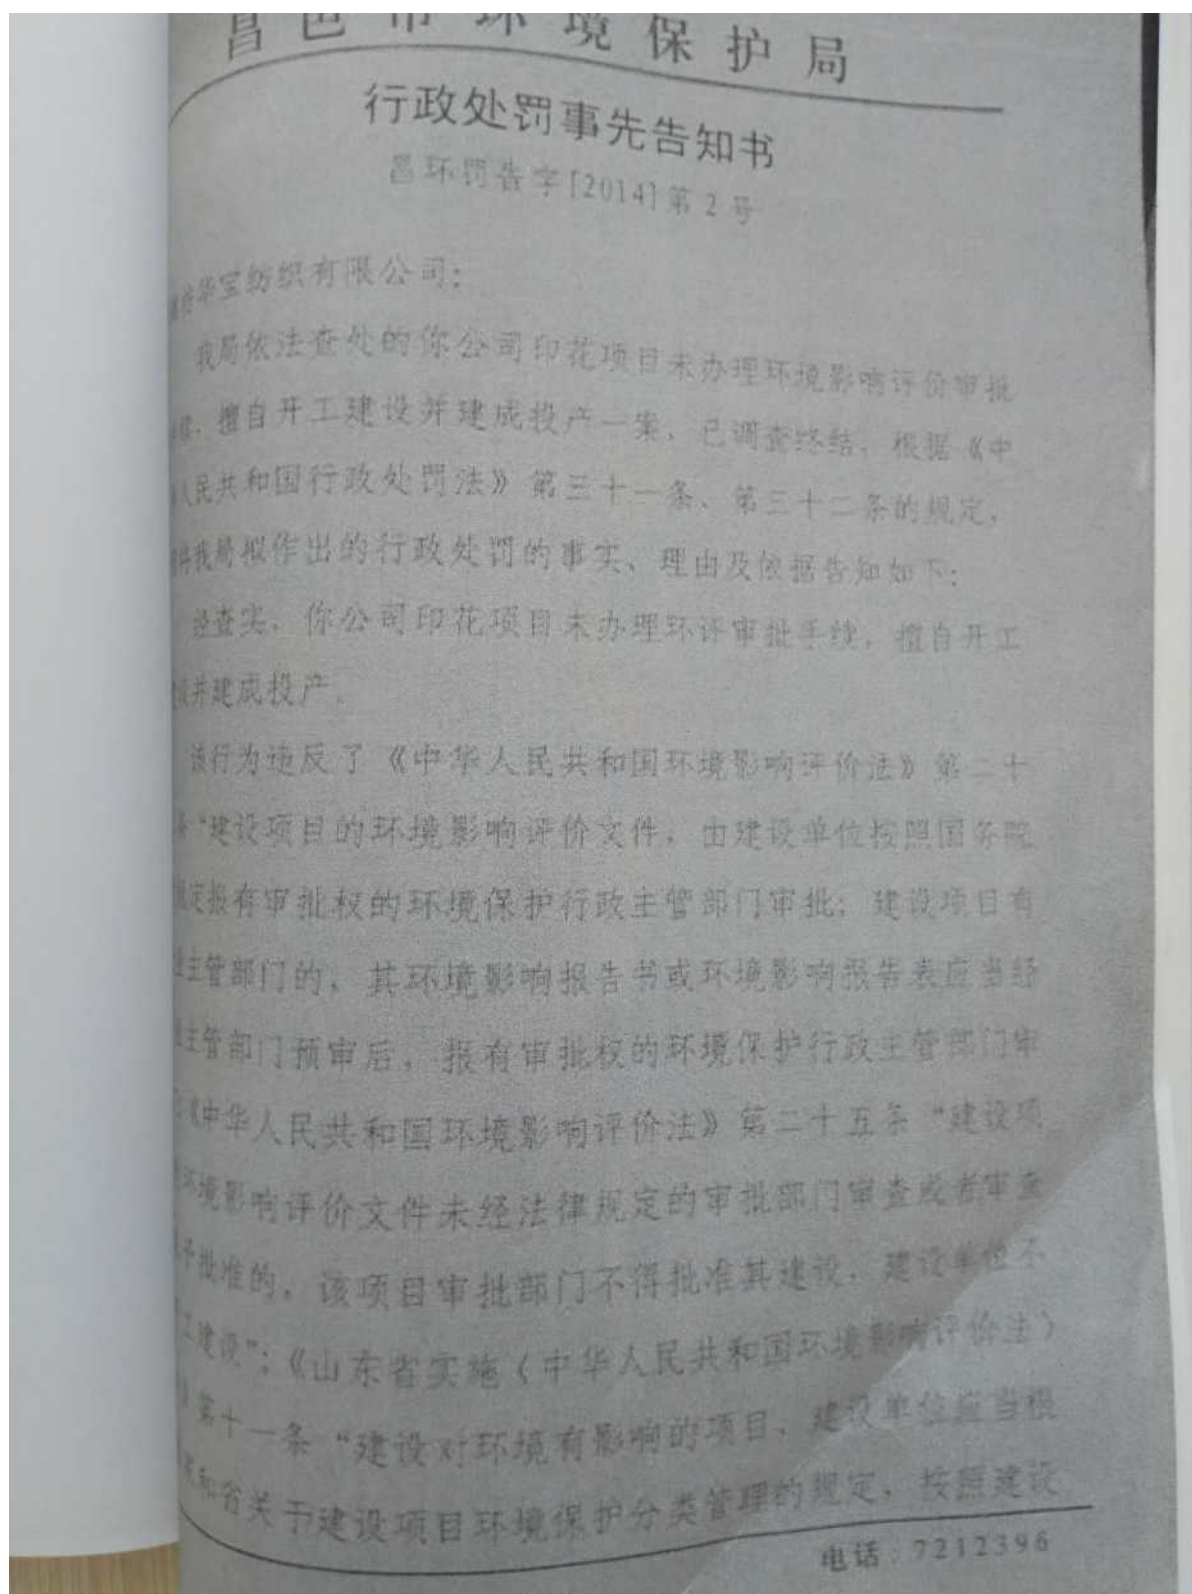 昌邑市环境保护局
行政处罚事先告知书
昌环罚告字[2014]第2号
华宝纺织有限公司：
我局依法查处的你公司印花项目未办理环境影响评价审批
续，擅自开工建设并建成投产一案，已调查终结，根据《中
人民共和国行政处罚法》第三十一条、第三十二条的规定，
将我局拟作出的行政处罚的事实、理由及依据告知如下：
经查实，你公司印花项目未办理环评审批手续，擅自开工
设并建成投产。
该行为违反了《中华人民共和国环境影响评价法》第二十
条“建设项目的环境影响评价文件，由建设单位按照国务院
规定报有审批权的环境保护行政主管部门审批；建设项目有
主管部门的，其环境影响报告书或环境影响报告表应当经
主管部门预审后，报有审批权的环境保护行政主管部门审
《中华人民共和国环境影响评价法》第二十五条“建设项
环境影响评价文件未经法律规定的审批部门审查或者审查
予批准的，该项目审批部门不得批准其建设，建设单位不
工建设”；《山东省实施〈中华人民共和国环境影响评价法〉
第十一条“建设对环境有影响的项目，建设单位应当根
和省关于建设项目环境保护分类管理的规定，按照建设
电话：7212396